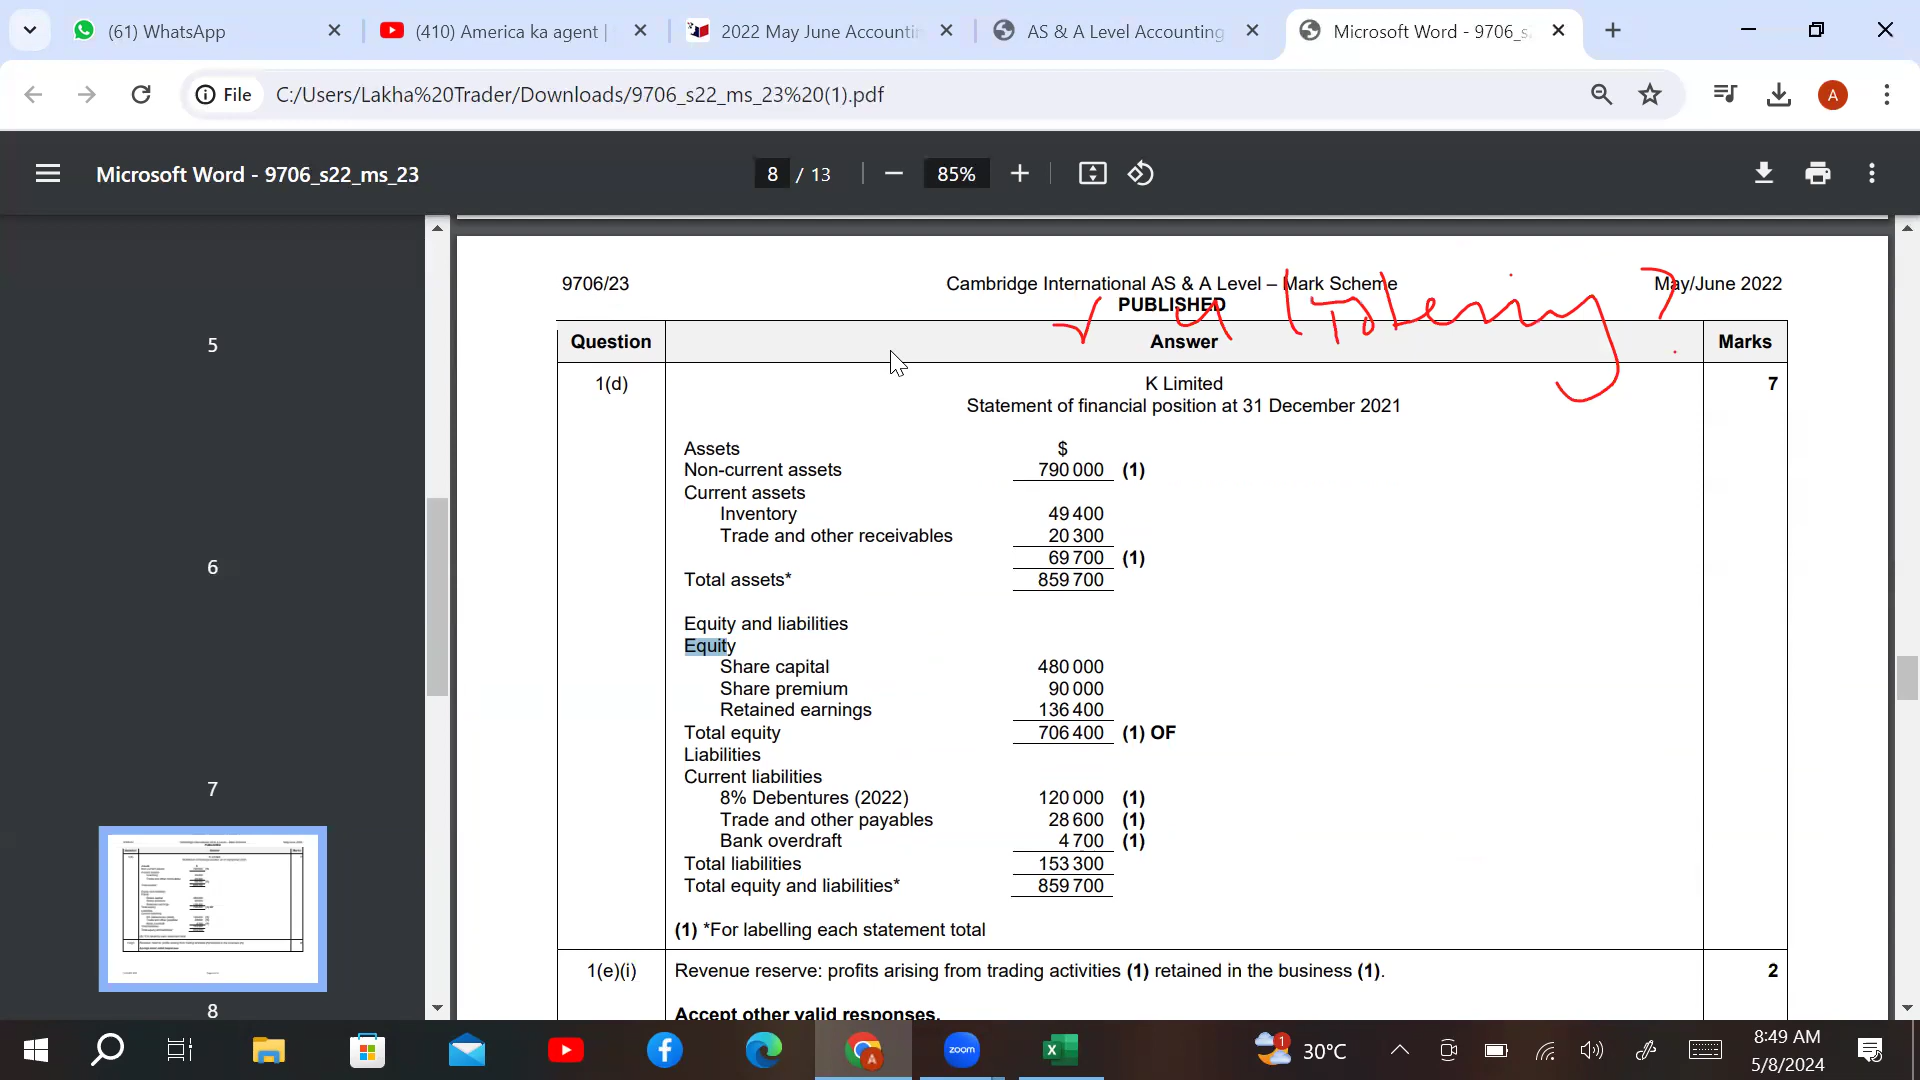 (61) WhatsApp
(410) America ka agent |
2022 May June Accountin
AS & A Level Accounting
Microsoft Word - 9706_s
File
C:/Users/Lakha%20Trader/Downloads/9706_s22_ms_23%20(1).pdf
A
Microsoft Word - 9706_s22_ms_23
8 / 13
85%
5
6
7
8
9706/23
Cambridge International AS & A Level – Mark Scheme
May/June 2022
PUBLISHED
Question
Answer
Marks
1(d)
K Limited
7
Statement of financial position at 31 December 2021
Assets $
Non-current assets 790 000 (1)
Current assets
Inventory 49 400
Trade and other receivables 20 300
69 700 (1)
Total assets* 859 700
Equity and liabilities
Equity
Share capital 480 000
Share premium 90 000
Retained earnings 136 400
Total equity 706 400 (1) OF
Liabilities
Current liabilities
8% Debentures (2022) 120 000 (1)
Trade and other payables 28 600 (1)
Bank overdraft 4 700 (1)
Total liabilities 153 300
Total equity and liabilities* 859 700
(1) *For labelling each statement total
1(e)(i)
Revenue reserve: profits arising from trading activities (1) retained in the business (1).
2
Accept other valid responses.
A
zoom
1
30°C
8:49 AM
5/8/2024